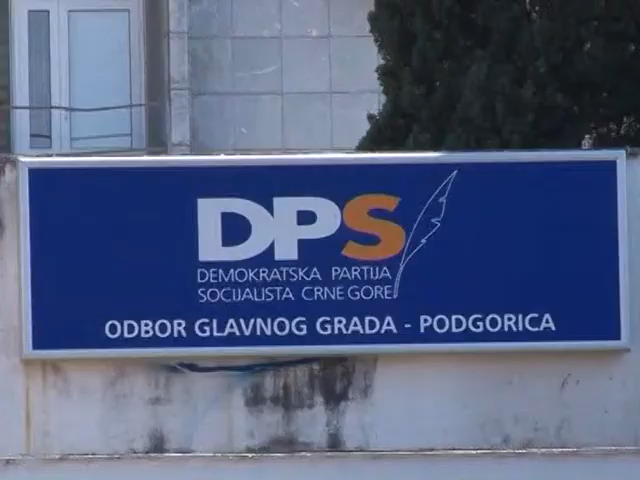 DPS
DEMOKRATSKA PARTIJA
SOCIJALISTA CRNE GORE
ODBOR GLAVNOG GRADA - PODGORICA